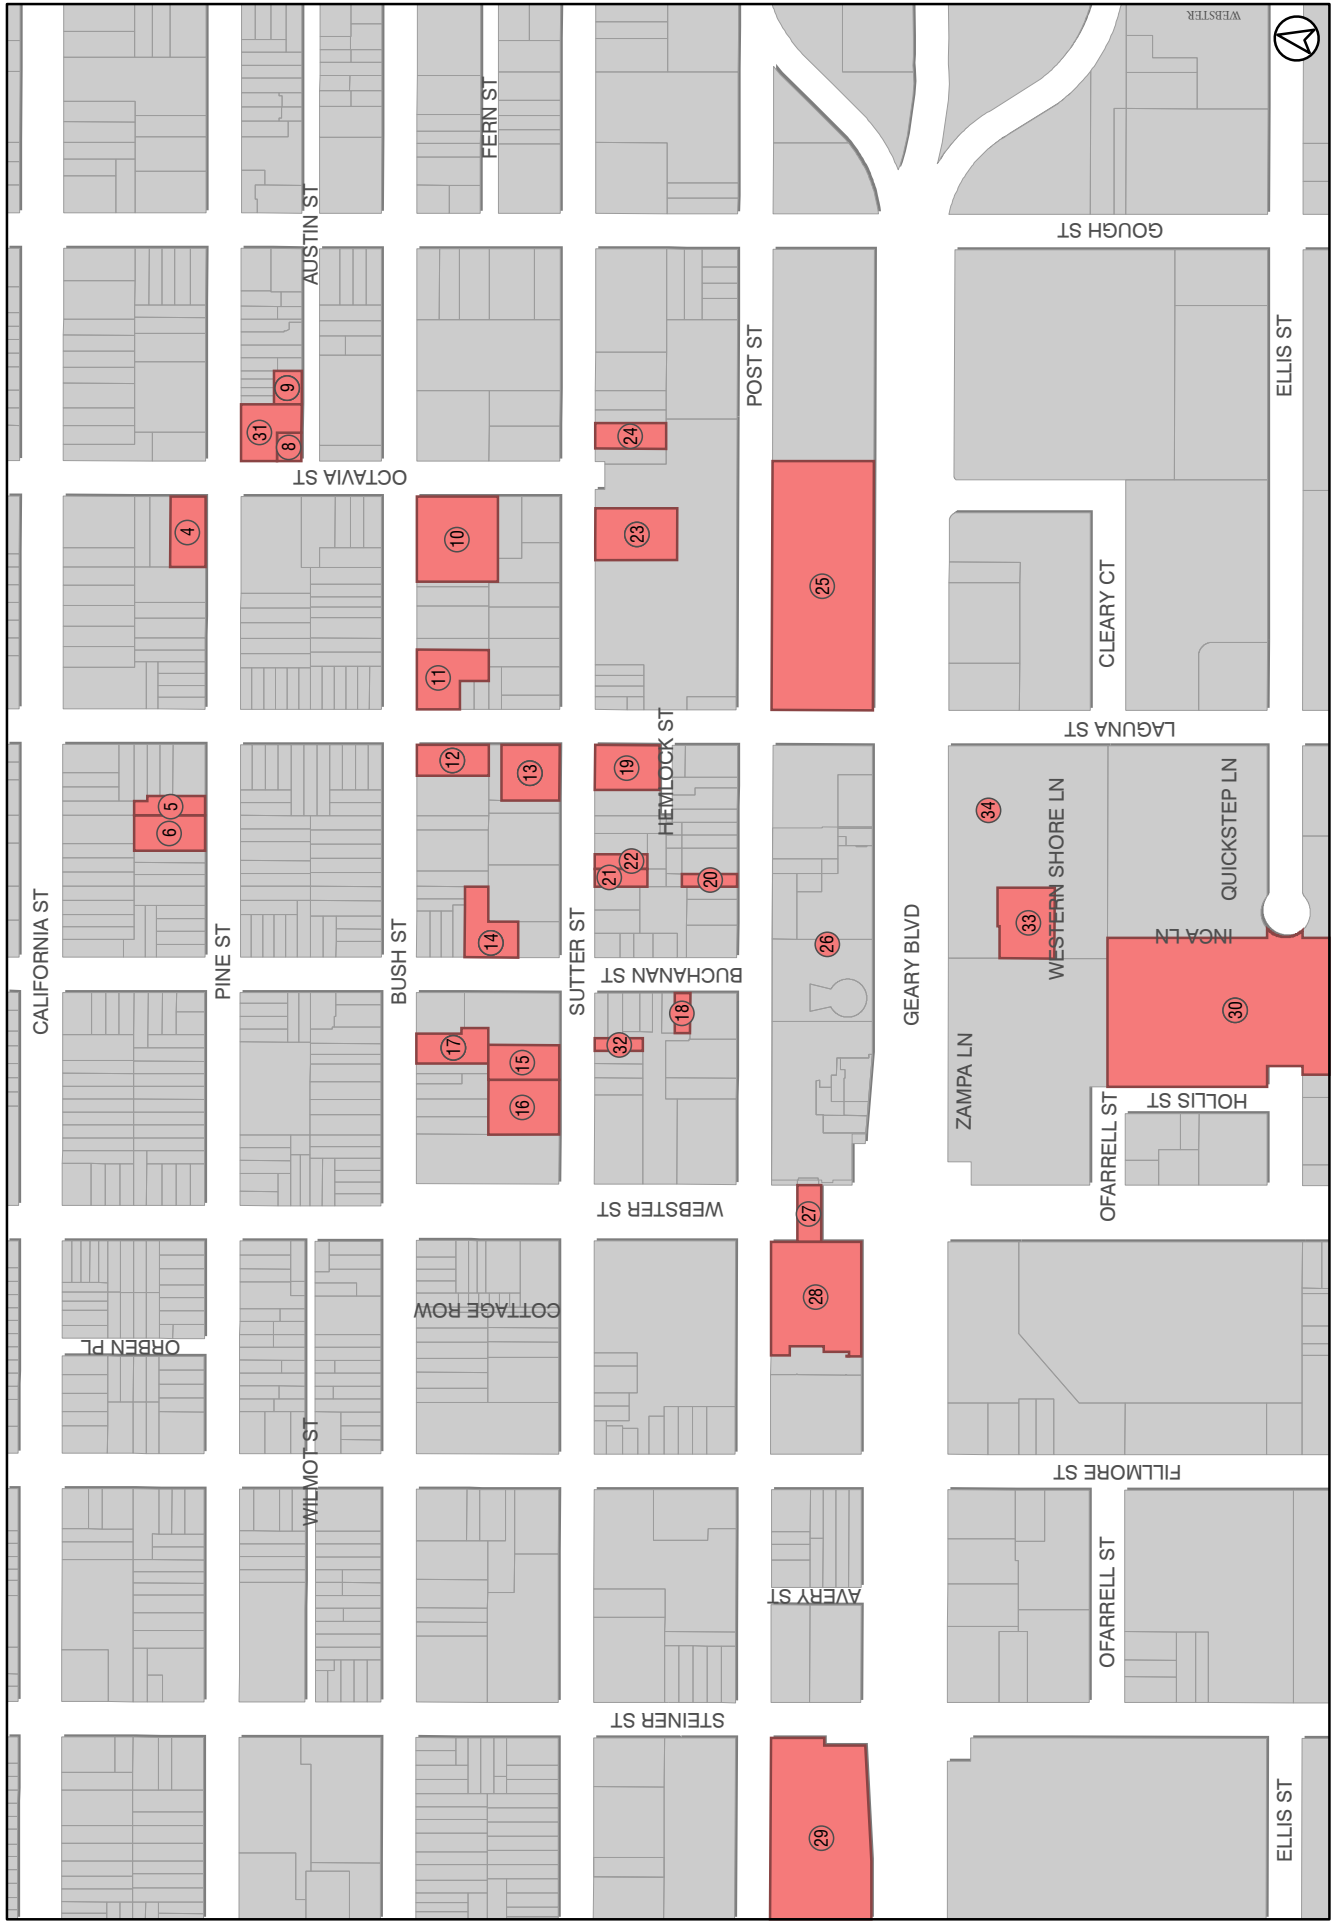 WEBSTER
FERN ST
AUSTIN ST
GOUGH ST
POST ST
ELLIS ST
9
31
8
24
OCTAVIA ST
4
10
23
25
CLEARY CT
11
LAGUNA ST
HEMLOCK ST
12
13
19
5
6
34
WESTERN SHORE LN
QUICKSTEP LN
22
21
20
CALIFORNIA ST
PINE ST
BUSH ST
SUTTER ST
14
26
33
INCA LN
GEARY BLVD
BUCHANAN ST
18
30
32
17
15
16
ZAMPA LN
HOLLIS ST
OFARRELL ST
WEBSTER ST
27
28
COTTAGE ROW
ORBEN PL
WILMOT ST
FILLMORE ST
AVERY ST
OFARRELL ST
STEINER ST
29
ELLIS ST